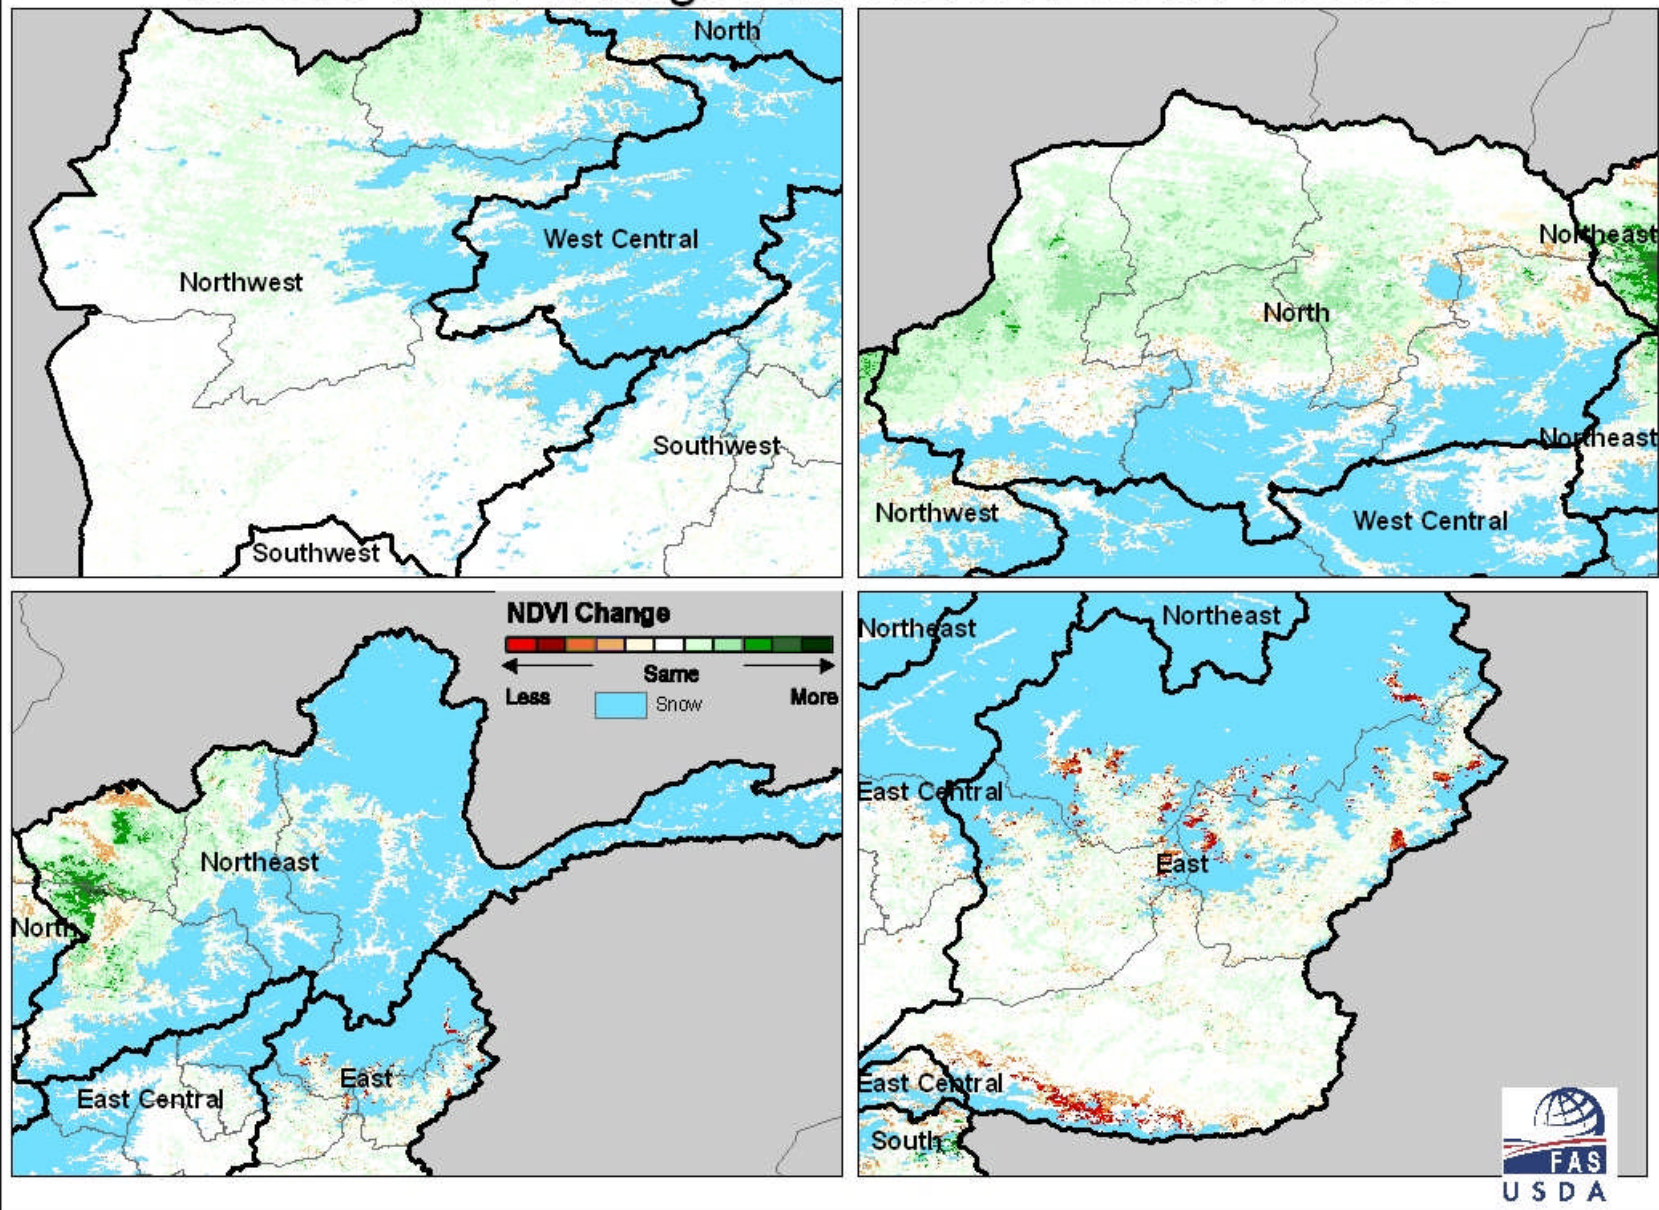 North
West Central
Northwest
Southwest
Southwest
Northeast
North
Northeast
Northwest
West Central
NDVI Change
Same
Less
More
Snow
Northeast
North
East
East Central
Northeast
Northeast
East Central
East
East Central
South
FAS
USDA